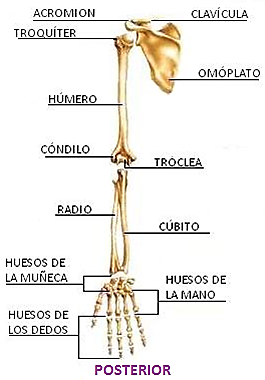 ACROMION
CLAVÍCULA
TROQUÍTER
OMÓPLATO
HÚMERO
CÓNDILO
TRÓCLEA
RADIO
CÚBITO
HUESOS DE
LA MUÑECA
HUESOS DE
LA MANO
HUESOS DE
LOS DEDOS
POSTERIOR